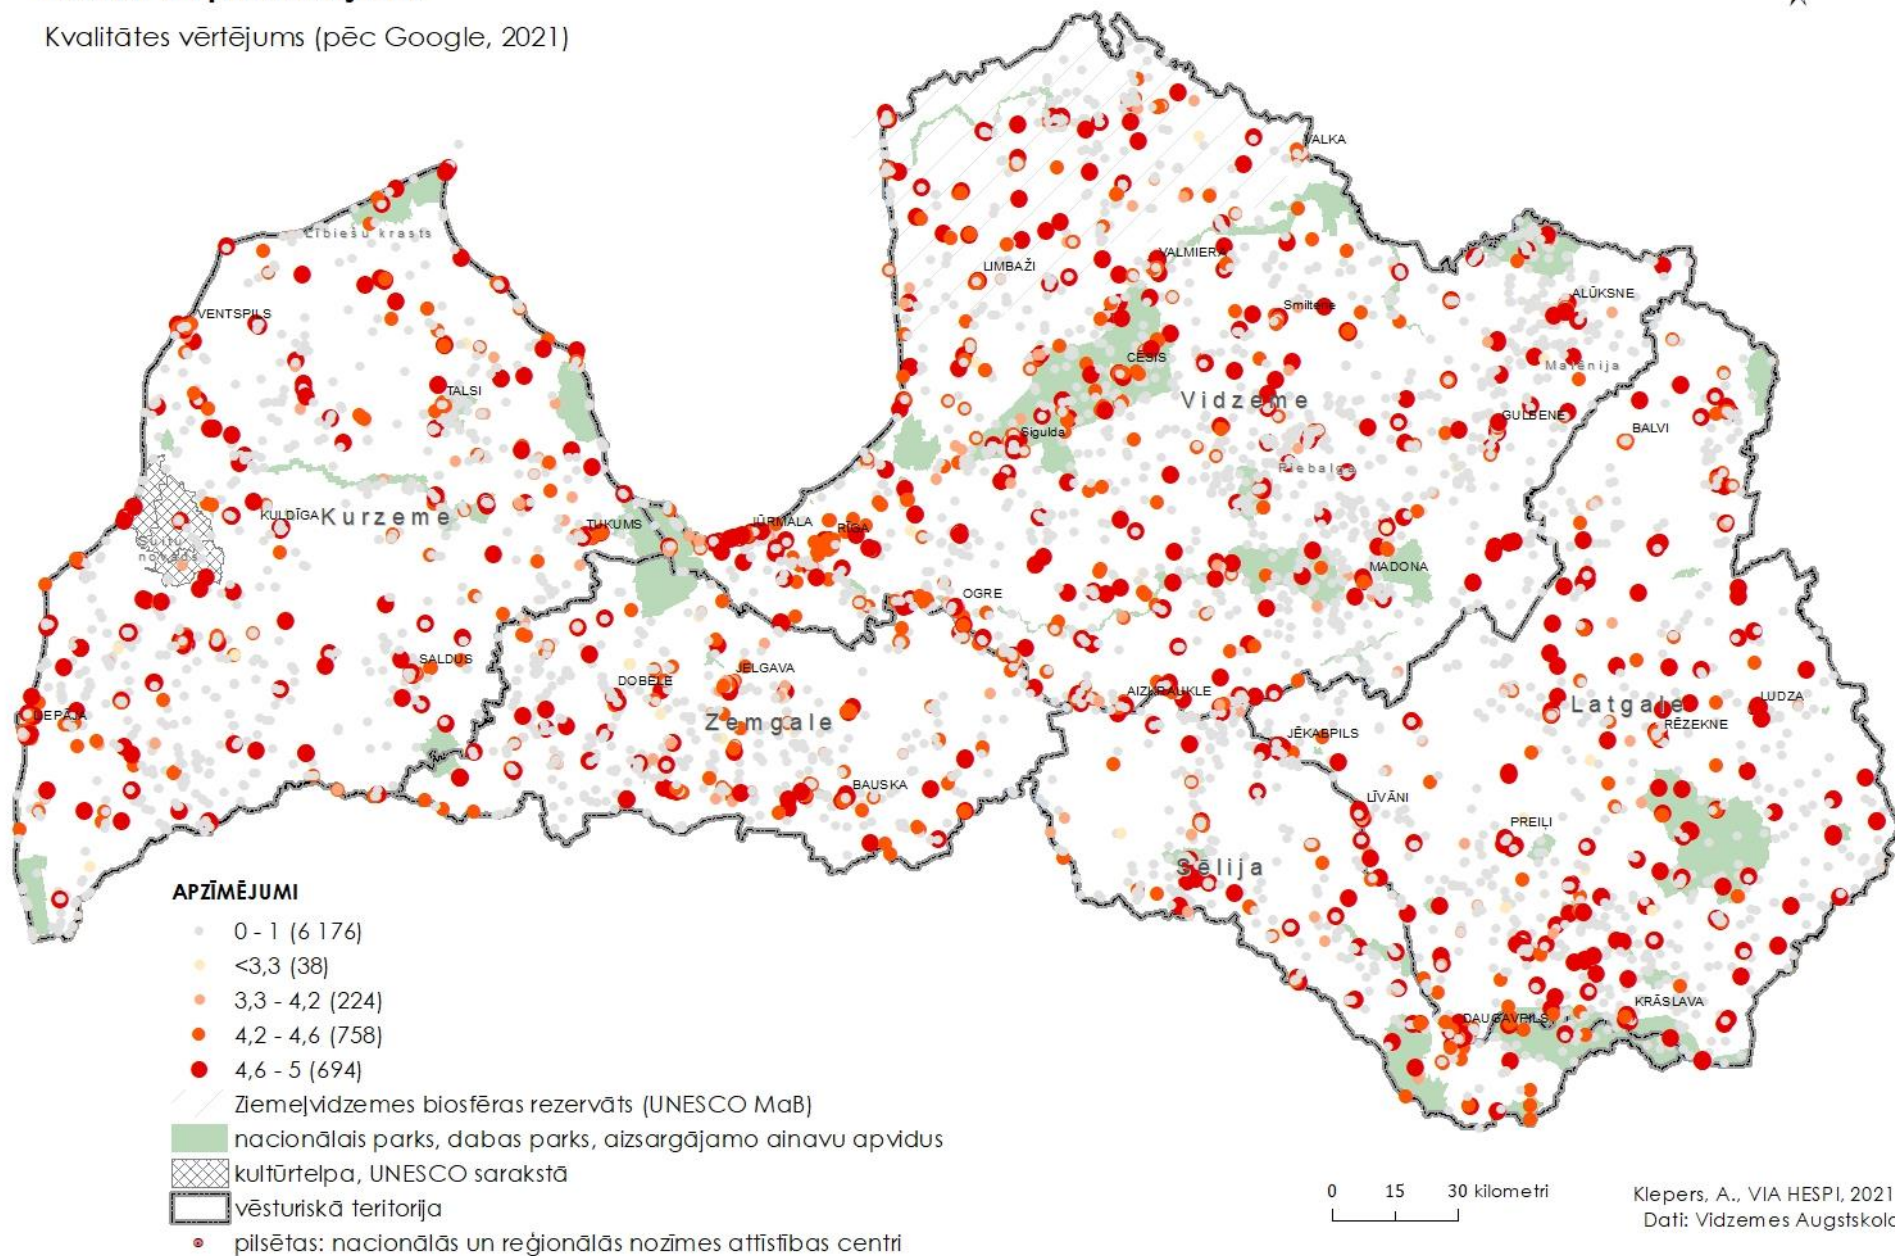 Kvalitātes vērtējums (pēc Google, 2021)
VALKA
Lībiešu krasts
VALMIERA
LIMBAŽI
ALŪKSNE
VENTSPILS
Smiltene
CĒSIS
Malēnija
TALSI
Vidzeme
GULBENE
BALVI
Sigulda
Piebalga
KULDĪGA
Kurzeme
TUKUMS
JŪRMALA
RĪGA
Suitu
novads
MADONA
OGRE
SALDUS
JELGAVA
DOBELE
AIZKRAUKLE
LUDZA
Latgale
LIEPĀJA
Zemgale
RĒZEKNE
JĒKABPILS
BAUSKA
LĪVĀNI
PREIĻI
Sēlija
APZĪMĒJUMI
0 - 1 (6 176)
<3,3 (38)
3,3 - 4,2 (224)
KRĀSLAVA
DAUGAVPILS
4,2 - 4,6 (758)
4,6 - 5 (694)
Ziemeļvidzemes biosfēras rezervāts (UNESCO MaB)
nacionālais parks, dabas parks, aizsargājamo ainavu apvidus
kultūrtelpa, UNESCO sarakstā
vēsturiskā teritorija
pilsētas: nacionālās un reģionālās nozīmes attīstības centri
0 15 30 kilometri
Klepers, A., VIA HESPI, 2021
Dati: Vidzemes Augstskola